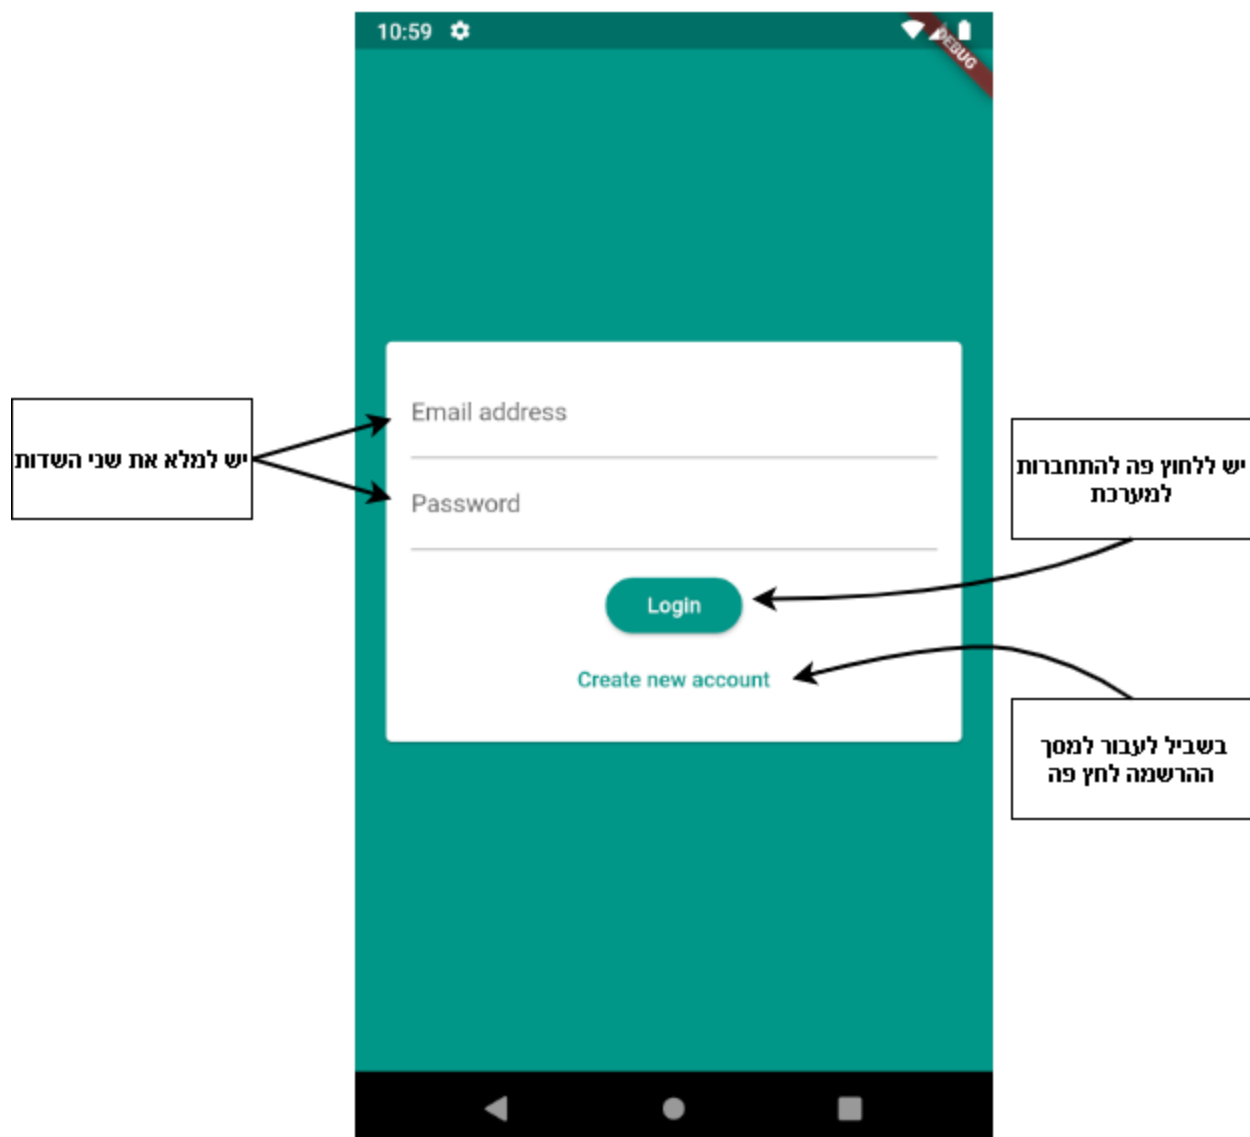 10:59
DEBUG
Email address
יש למלא את שני השדות
Password
יש ללחוץ פה להתחברות
למערכת
Login
Create new account
בשביל לעבור למסך
ההרשמה לחץ פה